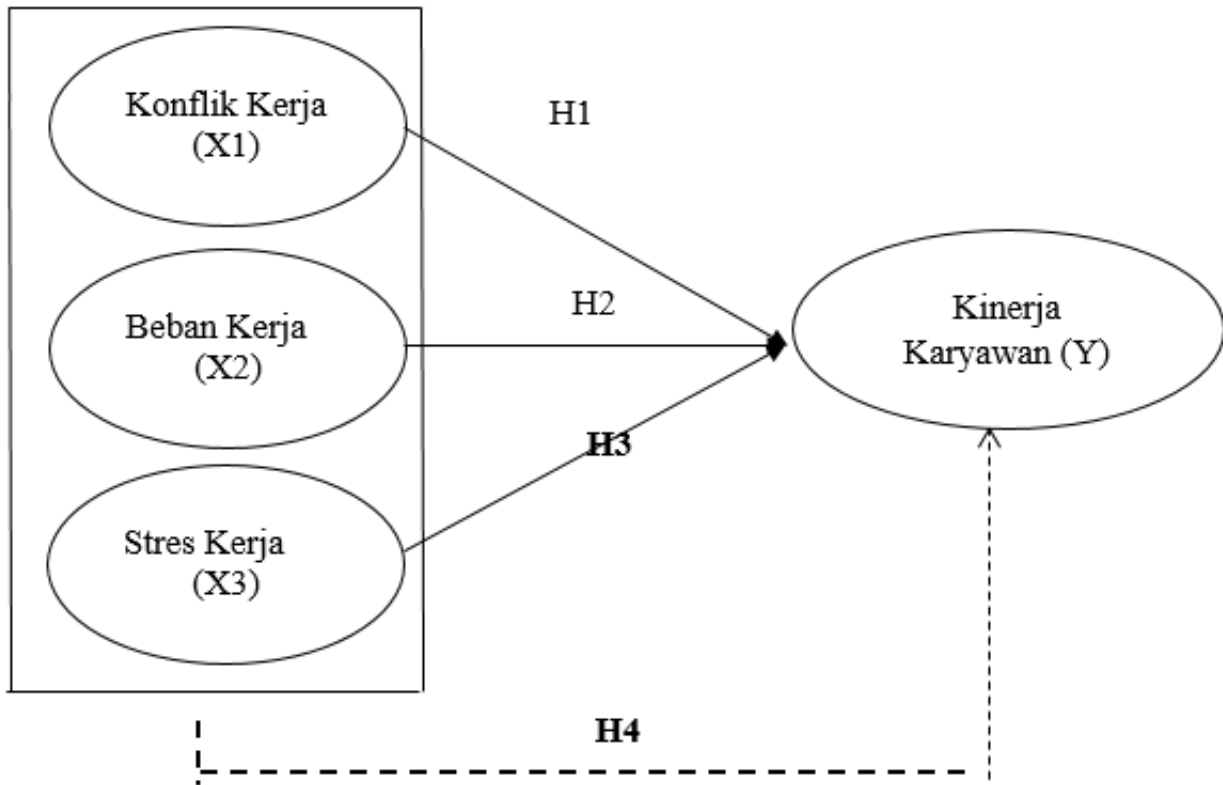 Konflik Kerja
(X1)
H1
Beban Kerja
(X2)
H2
Kinerja
Karyawan (Y)
H3
Stres Kerja
(X3)
H4